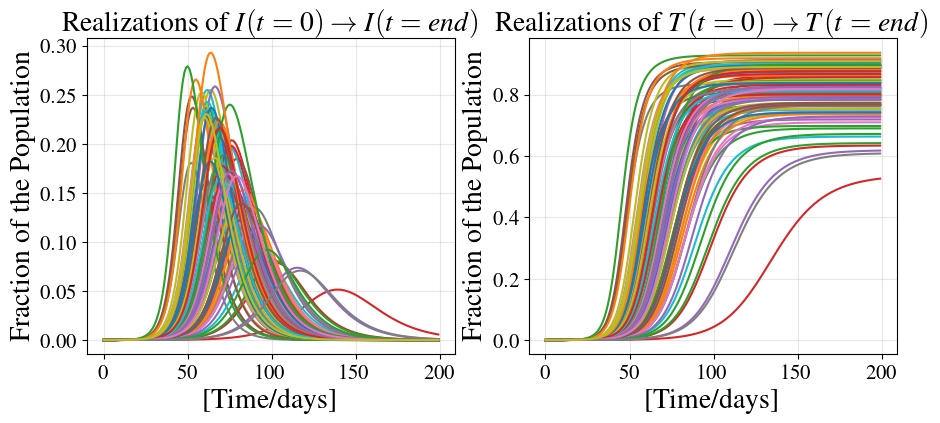 Realizations of I(t = 0) → I(t = end)
Fraction of the Population
0.30
0.25
0.20
0.15
0.10
0.05
0.00
0 50 100 150 200
[Time/days]
Realizations of T(t = 0) → T(t = end)
Fraction of the Population
0.8
0.6
0.4
0.2
0.0
0 50 100 150 200
[Time/days]